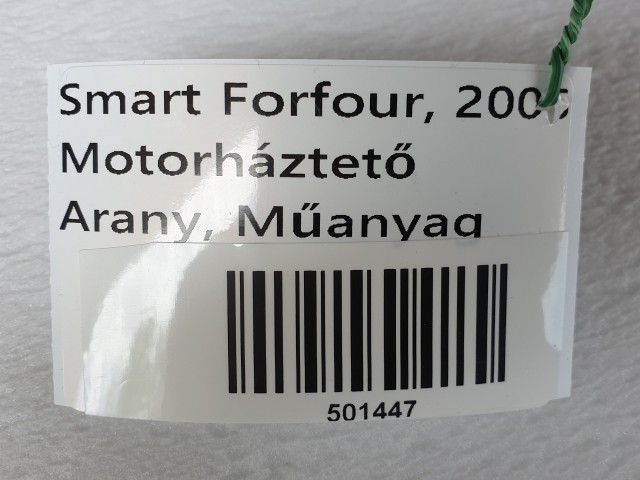 Smart Forfour,
Motorháztető
Arany, Műanyag
501447